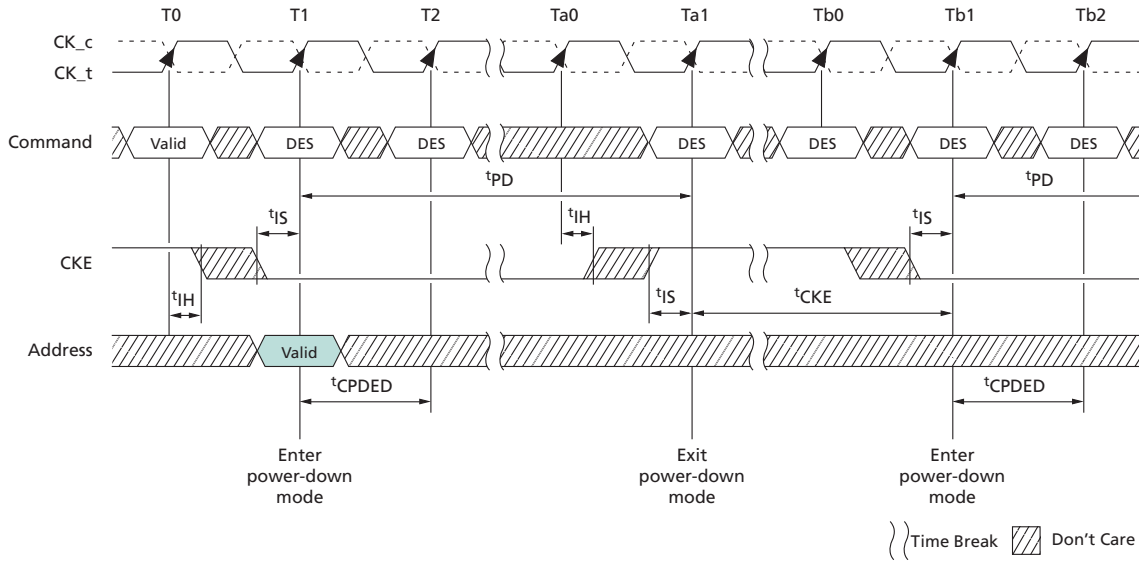 T0 T1 T2 Ta0 Ta1 Tb0 Tb1 Tb2
CK_c
CK_t
Command Valid DES DES DES DES DES DES
tPD tPD
tIS tIH tIS
CKE
tIH tIS tCKE
Address Valid
tCPDED tCPDED
Enter
power-down
mode
Exit
power-down
mode
Enter
power-down
mode
Time Break Don't Care